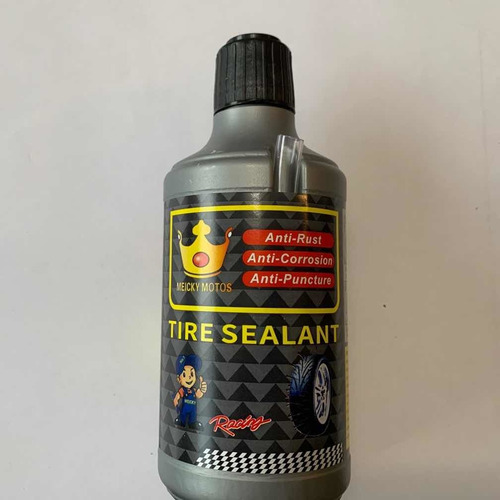 Anti-Rust
Anti-Corrosion
Anti-Puncture
MEICKY MOTOS
TIRE SEALANT
Racing